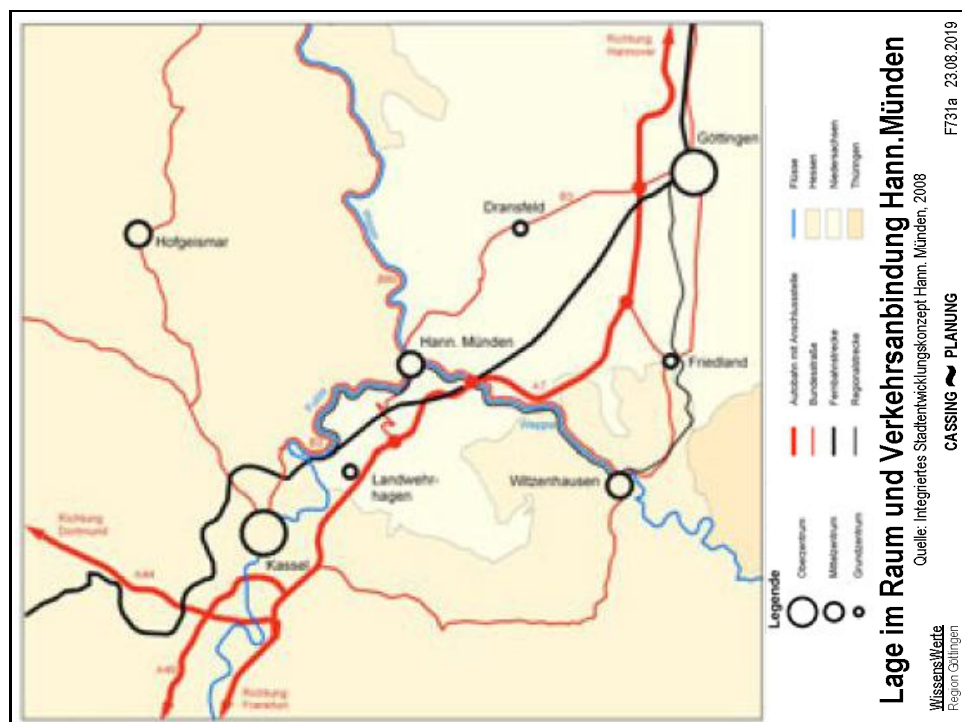 Richtung
Hannover
Göttingen
B3
Dransfeld
Hofgeismar
Hann. Münden
Friedland
A7
Landwehr-
hagen
Witzenhausen
Richtung
Dortmund
Kassel
A44
Richtung
Frankfurt
Legende
Oberzentrum
Mittelzentrum
Grundzentrum
Autobahn mit Anschlussstelle
Bundesstraße
Fernbahnstrecke
Regionalstrecke
Flüsse
Hessen
Niedersachsen
Thüringen
Lage im Raum und Verkehrsanbindung Hann.Münden
Quelle: Integriertes Stadtentwicklungskonzept Hann. Münden, 2008
WissensWerte
Region Göttingen
CASSING ~ PLANUNG
F731a 23.08.2019